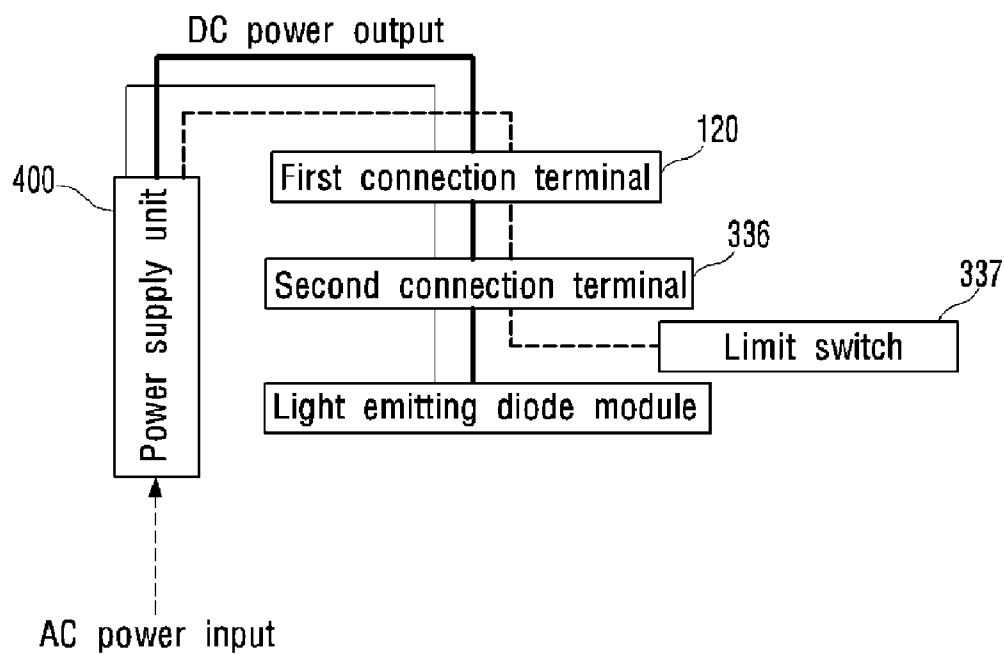 DC power output
120
First connection terminal
400
Power supply unit
336
Second connection terminal
337
Limit switch
Light emitting diode module
AC power input